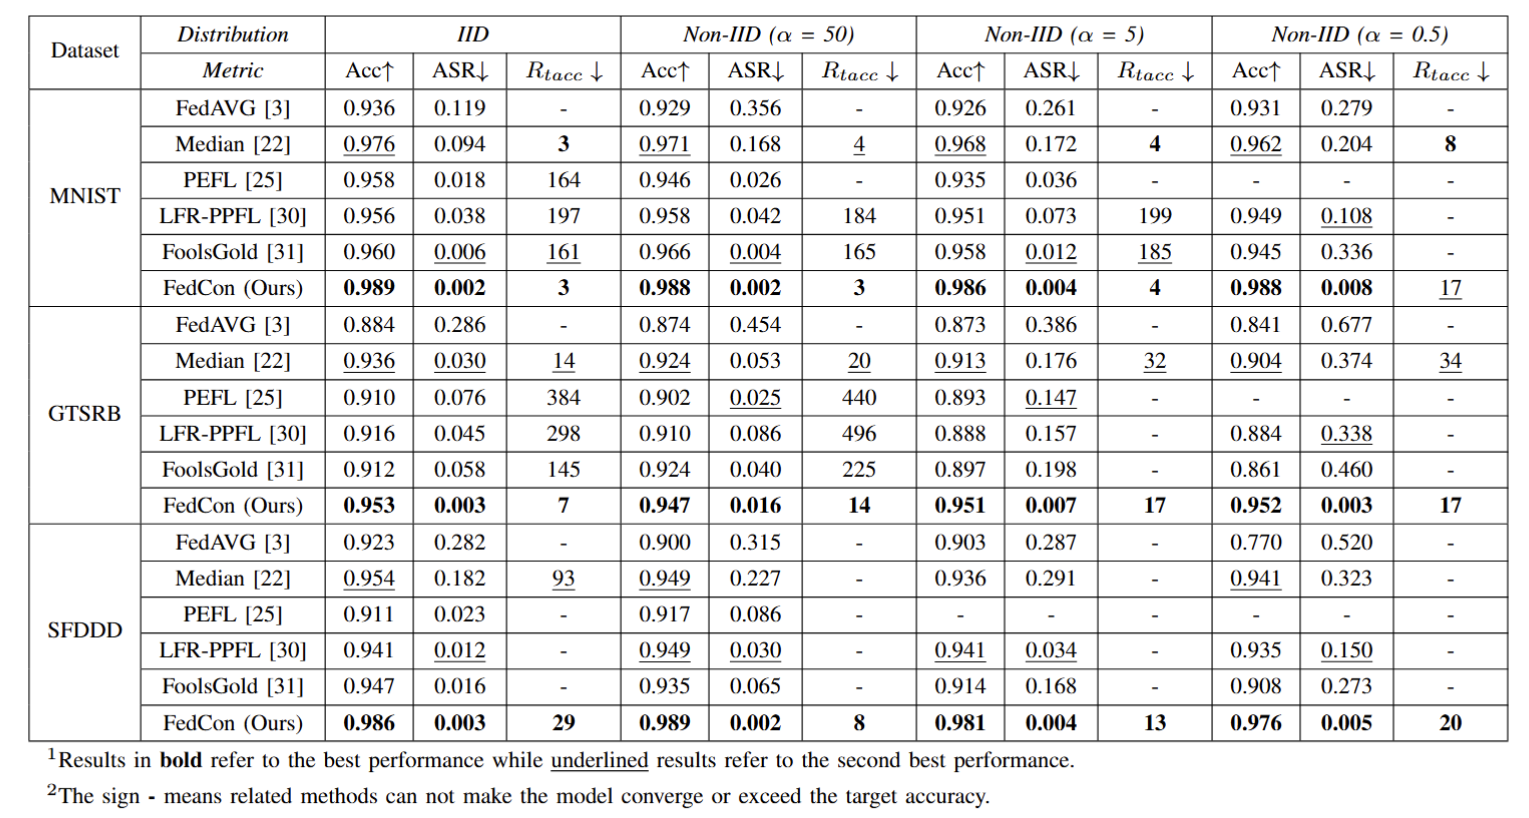 Dataset Distribution IID Non-IID (α = 50) Non-IID (α = 5) Non-IID (α = 0.5)
Metric Acc↑ ASR↓ Rtacc ↓ Acc↑ ASR↓ Rtacc ↓ Acc↑ ASR↓ Rtacc ↓ Acc↑ ASR↓ Rtacc ↓
MNIST
FedAVG [3] 0.936 0.119 - 0.929 0.356 - 0.926 0.261 - 0.931 0.279 -
Median [22] 0.976 0.094 3 0.971 0.168 4 0.968 0.172 4 0.962 0.204 8
PEFL [25] 0.958 0.018 164 0.946 0.026 - 0.935 0.036 - - - -
LFR-PPFL [30] 0.956 0.038 197 0.958 0.042 184 0.951 0.073 199 0.949 0.108 -
FoolsGold [31] 0.960 0.006 161 0.966 0.004 165 0.958 0.012 185 0.945 0.336 -
FedCon (Ours) 0.989 0.002 3 0.988 0.002 3 0.986 0.004 4 0.988 0.008 17
GTSRB
FedAVG [3] 0.884 0.286 - 0.874 0.454 - 0.873 0.386 - 0.841 0.677 -
Median [22] 0.936 0.030 14 0.924 0.053 20 0.913 0.176 32 0.904 0.374 34
PEFL [25] 0.910 0.076 384 0.902 0.025 440 0.893 0.147 - - - -
LFR-PPFL [30] 0.916 0.045 298 0.910 0.086 496 0.888 0.157 - 0.884 0.338 -
FoolsGold [31] 0.912 0.058 145 0.924 0.040 225 0.897 0.198 - 0.861 0.460 -
FedCon (Ours) 0.953 0.003 7 0.947 0.016 14 0.951 0.007 17 0.952 0.003 17
SFDDD
FedAVG [3] 0.923 0.282 - 0.900 0.315 - 0.903 0.287 - 0.770 0.520 -
Median [22] 0.954 0.182 93 0.949 0.227 - 0.936 0.291 - 0.941 0.323 -
PEFL [25] 0.911 0.023 - 0.917 0.086 - - - - - - -
LFR-PPFL [30] 0.941 0.012 - 0.949 0.030 - 0.941 0.034 - 0.935 0.150 -
FoolsGold [31] 0.947 0.016 - 0.935 0.065 - 0.914 0.168 - 0.908 0.273 -
FedCon (Ours) 0.986 0.003 29 0.989 0.002 8 0.981 0.004 13 0.976 0.005 20
1Results in bold refer to the best performance while underlined results refer to the second best performance.
2The sign - means related methods can not make the model converge or exceed the target accuracy.